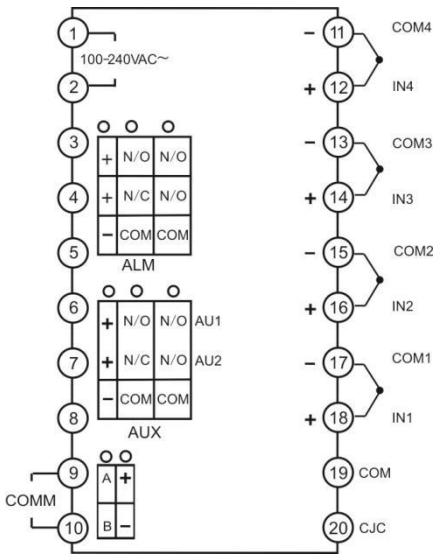 1 - 11 COM4
100-240VAC~
2 + 12 IN4
3 - 13 COM3
+ N/O N/O
4 + N/C N/O + 14 IN3
- COM COM
5 - 15 COM2
ALM
6 + N/O N/O AU1 + 16 IN2
7 + N/C N/O AU2 - 17 COM1
- COM COM
8 + 18 IN1
AUX
9 A + 19 COM
COMM
10 B - 20 CJC